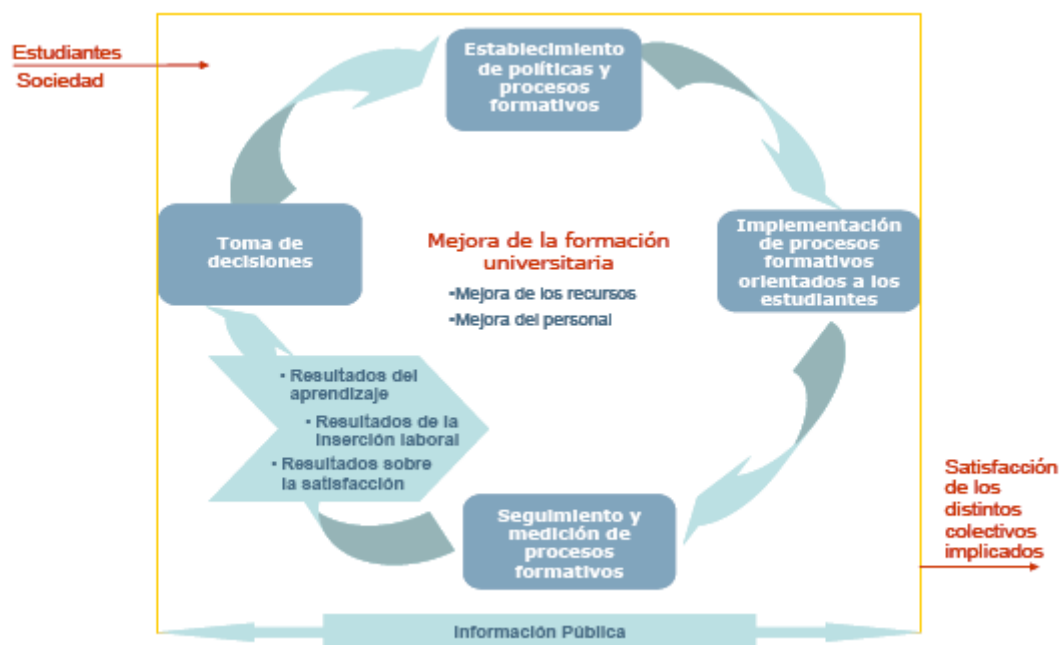 Estudiantes
Sociedad
Establecimiento
de políticas y
procesos
formativos
Toma de
decisiones
Mejora de la formación
universitaria
▪Mejora de los recursos
▪Mejora del personal
Implementación
de procesos
formativos
orientados a los
estudiantes
• Resultados del
aprendizaje
• Resultados de la
inserción laboral
• Resultados sobre
la satisfacción
Seguimiento y
medición de
procesos
formativos
Satisfacción
de los
distintos
colectivos
implicados
Información Pública